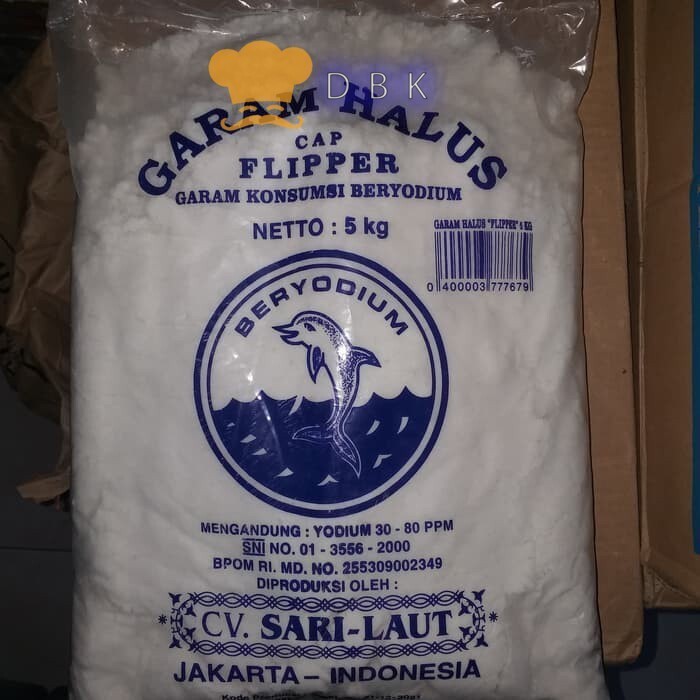 DBK
GARAM HALUS
CAP
FLIPPER
GARAM KONSUMSI BERYODIUM
NETTO : 5 kg
GARAM HALUS "FLIPPER" 5 KG
0 400003 777679
BERYODIUM
MENGANDUNG : YODIUM 30 - 80 PPM
SNI NO. 01 - 3556 - 2000
BPOM RI. MD. NO. 255309002349
DIPRODUKSI OLEH :
CV. SARI-LAUT
JAKARTA – INDONESIA